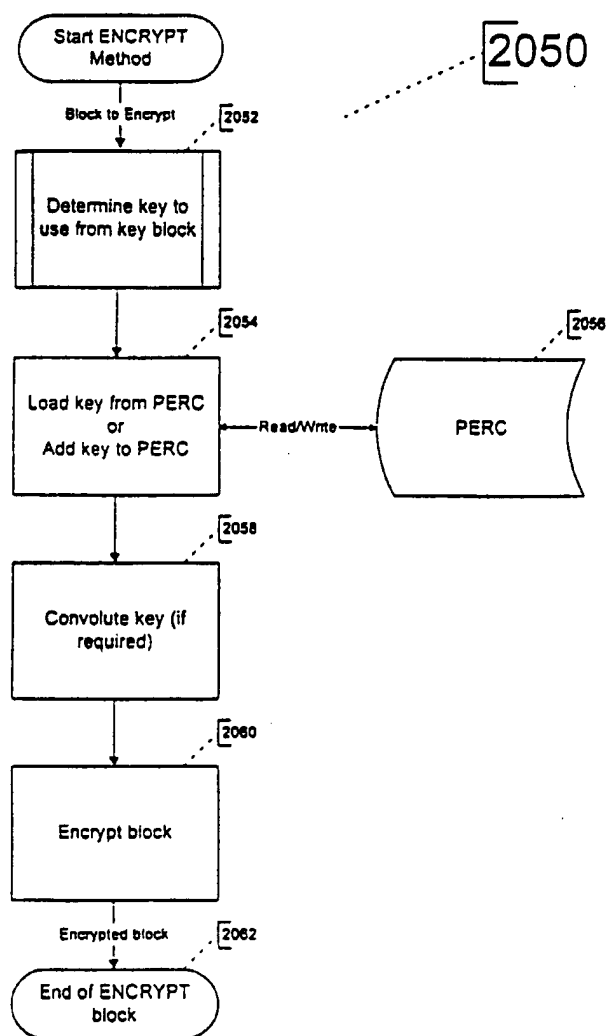 Start ENCRYPT
Method
2050
Block to Encrypt
2052
Determine key to
use from key block
2054
2056
Load key from PERC
or
Add key to PERC
Read/Write
PERC
2058
Convolute key (if
required)
2060
Encrypt block
Encrypted block
2062
End of ENCRYPT
block